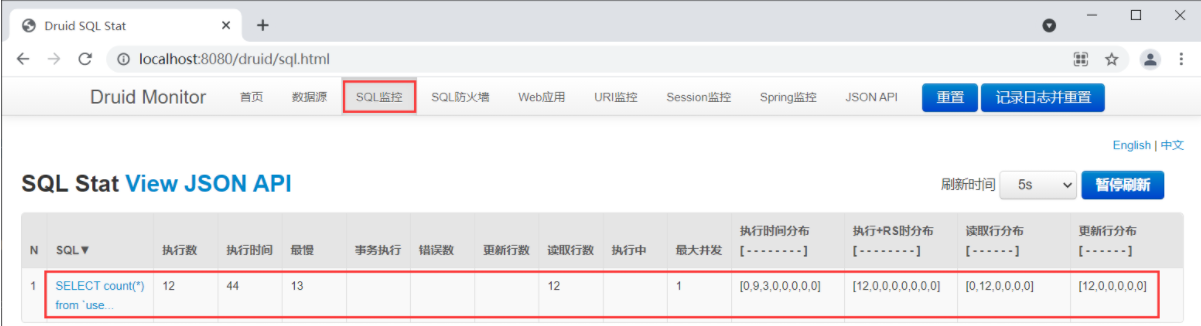 Druid SQL Stat
localhost:8080/druid/sql.html
Druid Monitor 首页 数据源 SQL监控 SQL防火墙 Web应用 URI监控 Session监控 Spring监控 JSON API 重置 记录日志并重置
English | 中文
SQL Stat View JSON API 刷新时间 5s 暂停刷新
N SQL▼ 执行数 执行时间 最慢 事务执行 错误数 更新行数 读取行数 执行中 最大并发 执行时间分布 执行+RS时分布 读取行分布 更新行分布
[--------] [--------] [------] [------]
1 SELECT count(*) 12 44 13 12 1 [0,9,3,0,0,0,0,0] [12,0,0,0,0,0,0,0] [0,12,0,0,0,0] [12,0,0,0,0,0]
from `use...